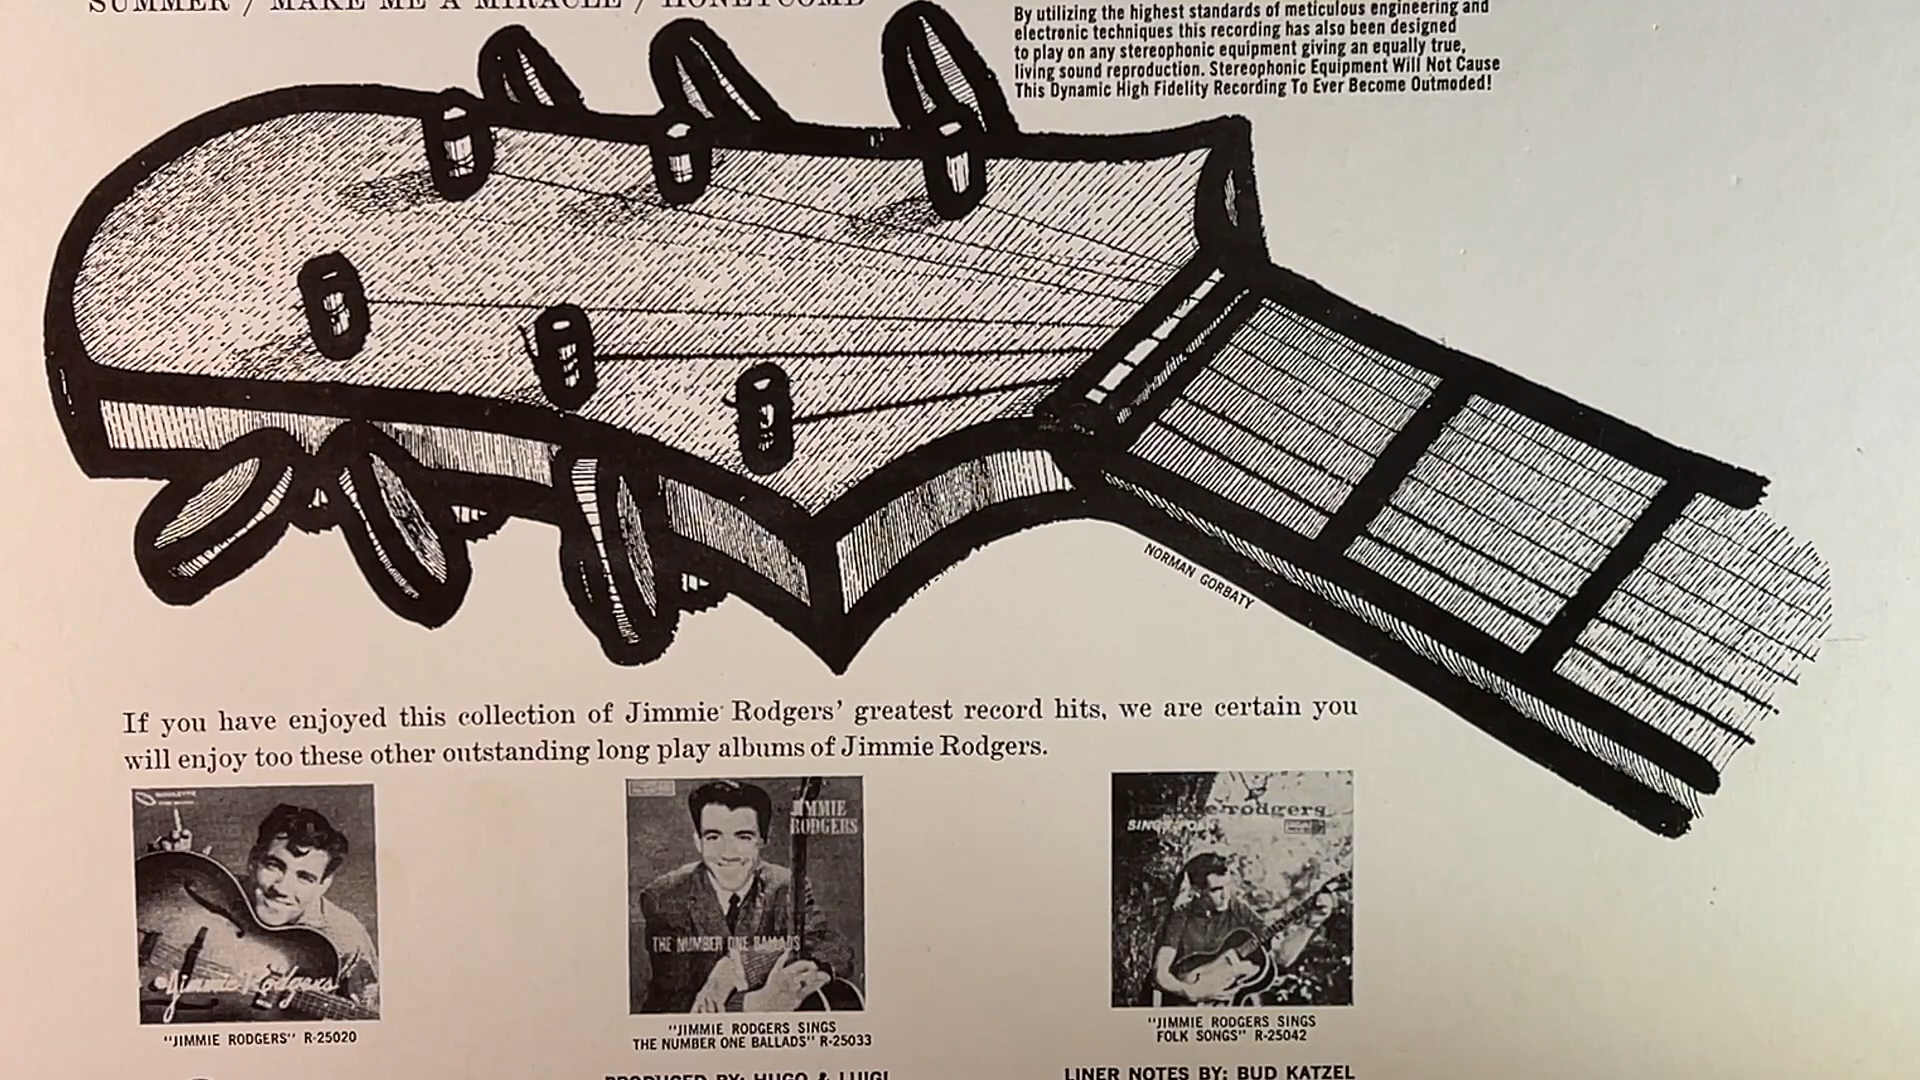 SUMMER / MAKE ME A MIRACLE / HONEYCOMB
By utilizing the highest standards of meticulous engineering and
electronic techniques this recording has also been designed
to play on any stereophonic equipment giving an equally true,
living sound reproduction. Stereophonic Equipment Will Not Cause
This Dynamic High Fidelity Recording To Ever Become Outmoded!
NORMAN GORBATY
If you have enjoyed this collection of Jimmie Rodgers' greatest record hits, we are certain you
will enjoy too these other outstanding long play albums of Jimmie Rodgers.
ROULETTE
Jimmie Rodgers
"JIMMIE RODGERS" R-25020
JIMMIE
RODGERS
THE NUMBER ONE BALLADS
"JIMMIE RODGERS SINGS
THE NUMBER ONE BALLADS" R-25033
jimmie rodgers
SINGS FOLK
"JIMMIE RODGERS SINGS
FOLK SONGS" R-25042
PRODUCED BY: HUGO & LUIGI
LINER NOTES BY: BUD KATZEL